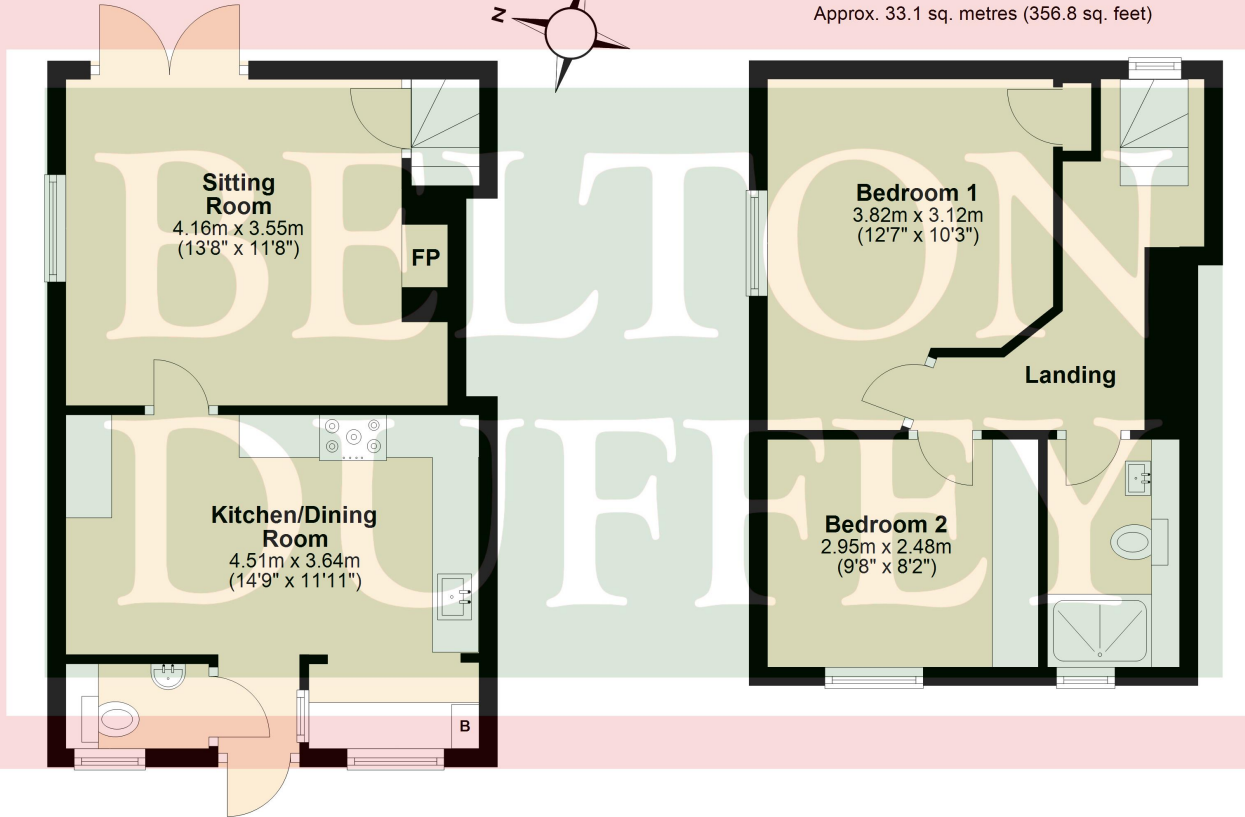 N
Approx. 33.1 sq. metres (356.8 sq. feet)
BELTON
DUFFEY
Sitting
Room
4.16m x 3.55m
(13'8" x 11'8")
FP
Kitchen/Dining
Room
4.51m x 3.64m
(14'9" x 11'11")
B
Bedroom 1
3.82m x 3.12m
(12'7" x 10'3")
Landing
Bedroom 2
2.95m x 2.48m
(9'8" x 8'2")